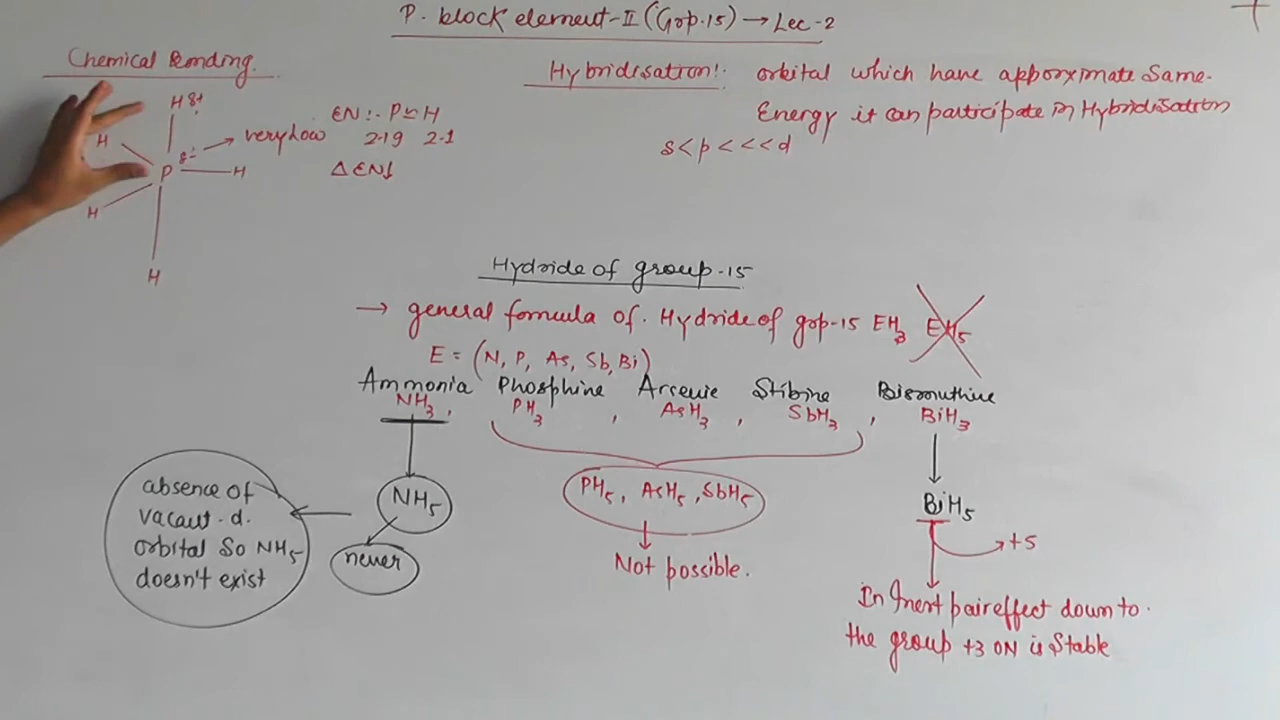 P. block element-II (Grp.15) → Lec-2
Chemical Bonding.
H δ+
H
P δ- → very low
H
H
H
EN:- P ≃ H
2.19 2.1
Δ EN↓
Hybridisation:- orbital which have apporximate Same.
Energy it can participate in Hybridisation
s < p < < < d
Hydride of group.15
→ general formula of. Hydride of grp-15 EH3 EH5
E = (N, P, As, Sb, Bi)
Ammonia Phosphine Arcenie Stibine Bismuthine
NH3, PH3, AsH3, SbH3, BiH3
NH5
never
absence of
vacant.d.
orbital So NH5
doesn't exist
PH5, AsH5, SbH5
Not possible.
BiH5
+5
In Inert pair effect down to.
the group +3 ON is Stable